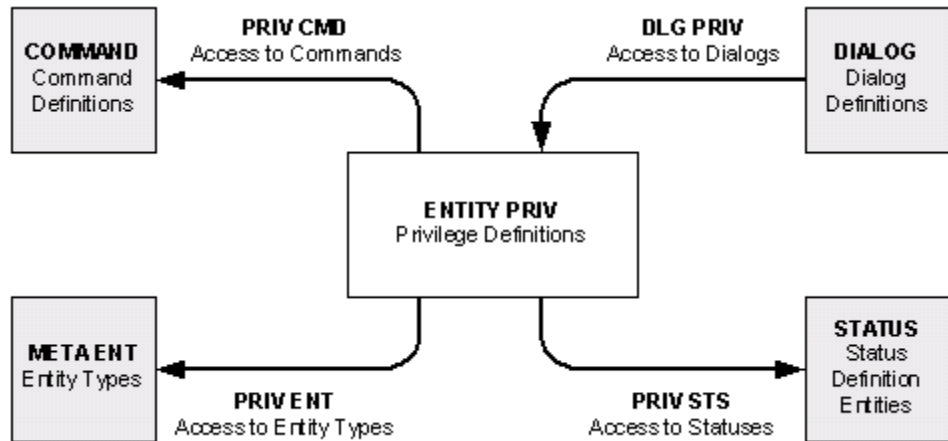 PRIV CMD
Access to Commands
DLG PRIV
Access to Dialogs
COMMAND
Command
Definitions
DIALOG
Dialog
Definitions
ENTITY PRIV
Privilege Definitions
META ENT
Entity Types
STATUS
Status
Definition
Entities
PRIV ENT
Access to Entity Types
PRIV STS
Access to Statuses